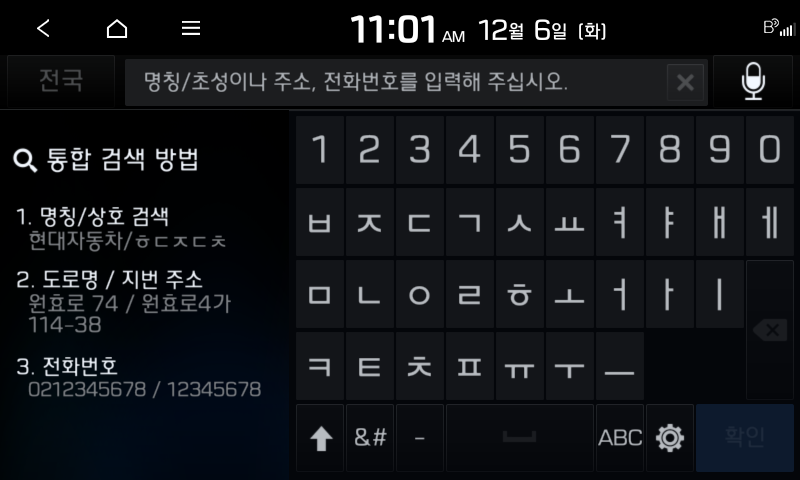 11:01 AM 12월 6일 (화) B
전국 명칭/초성이나 주소, 전화번호를 입력해 주십시오.
통합 검색 방법
1. 명칭/상호 검색
현대자동차/ㅎㄷㅈㄷㅊ
2. 도로명 / 지번 주소
원효로 74 / 원효로4가
114-38
3. 전화번호
0212345678 / 12345678
1 2 3 4 5 6 7 8 9 0
ㅂ ㅈ ㄷ ㄱ ㅅ ㅛ ㅕ ㅑ ㅐ ㅔ
ㅁ ㄴ ㅇ ㄹ ㅎ ㅗ ㅓ ㅏ ㅣ
ㅋ ㅌ ㅊ ㅍ ㅠ ㅜ ㅡ
&# - ABC 확인